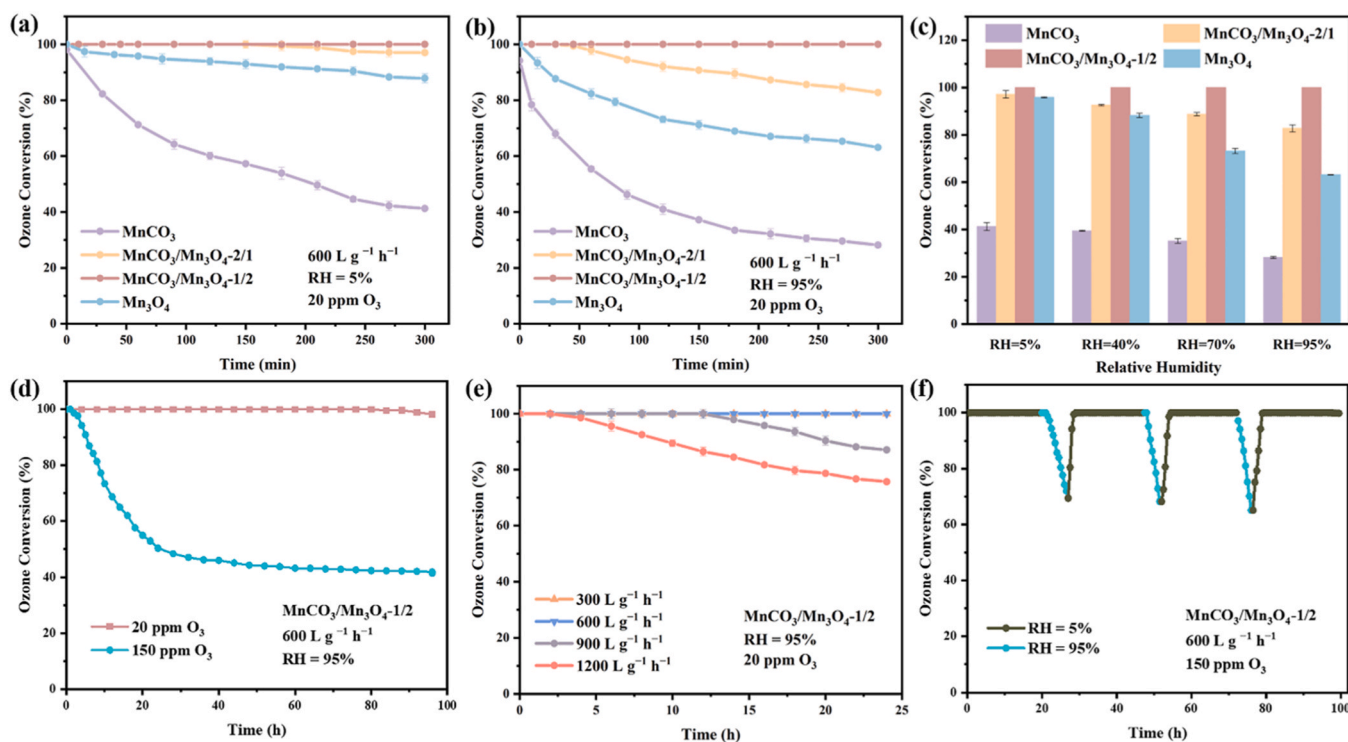 (a)
Ozone Conversion (%)
100
80
60
40
20
0
MnCO₃
MnCO₃/Mn₃O₄-2/1
MnCO₃/Mn₃O₄-1/2
Mn₃O₄
600 L g⁻¹ h⁻¹
RH = 5%
20 ppm O₃
0 50 100 150 200 250 300
Time (min)
(b)
Ozone Conversion (%)
100
80
60
40
20
0
MnCO₃
MnCO₃/Mn₃O₄-2/1
MnCO₃/Mn₃O₄-1/2
Mn₃O₄
600 L g⁻¹ h⁻¹
RH = 95%
20 ppm O₃
0 50 100 150 200 250 300
Time (min)
(c)
Ozone Conversion (%)
120
100
80
60
40
20
0
MnCO₃
MnCO₃/Mn₃O₄-2/1
MnCO₃/Mn₃O₄-1/2
Mn₃O₄
RH=5% RH=40% RH=70% RH=95%
Relative Humidity
(d)
Ozone Conversion (%)
100
80
60
40
20
0
20 ppm O₃
150 ppm O₃
MnCO₃/Mn₃O₄-1/2
600 L g⁻¹ h⁻¹
RH = 95%
0 20 40 60 80 100
Time (h)
(e)
Ozone Conversion (%)
100
80
60
40
20
0
300 L g⁻¹ h⁻¹
600 L g⁻¹ h⁻¹
900 L g⁻¹ h⁻¹
1200 L g⁻¹ h⁻¹
MnCO₃/Mn₃O₄-1/2
RH = 95%
20 ppm O₃
0 5 10 15 20 25
Time (h)
(f)
Ozone Conversion (%)
100
80
60
40
20
0
RH = 5%
RH = 95%
MnCO₃/Mn₃O₄-1/2
600 L g⁻¹ h⁻¹
150 ppm O₃
0 20 40 60 80 100
Time (h)